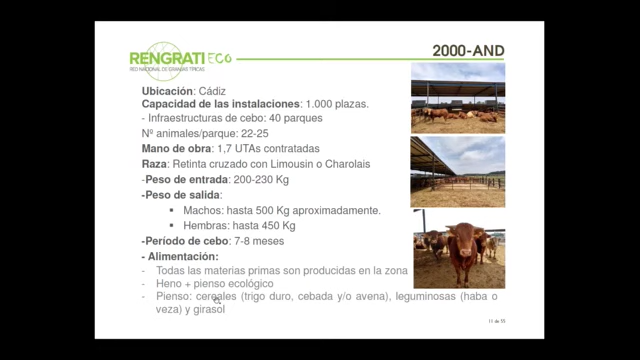 2000-AND
RENGRATI ECO
RED NACIONAL DE GRANJAS TÍPICAS
Ubicación: Cádiz
Capacidad de las instalaciones: 1.000 plazas.
- Infraestructuras de cebo: 40 parques
Nº animales/parque: 22-25
Mano de obra: 1,7 UTAs contratadas
Raza: Retinta cruzado con Limousin o Charolais
-Peso de entrada: 200-230 Kg
-Peso de salida:
▪ Machos: hasta 500 Kg aproximadamente.
▪ Hembras: hasta 450 Kg
-Período de cebo: 7-8 meses
- Alimentación:
- Todas las materias primas son producidas en la zona
- Heno + pienso ecológico
- Pienso: cereales (trigo duro, cebada y/o avena), leguminosas (haba o
veza) y girasol
11 de 55